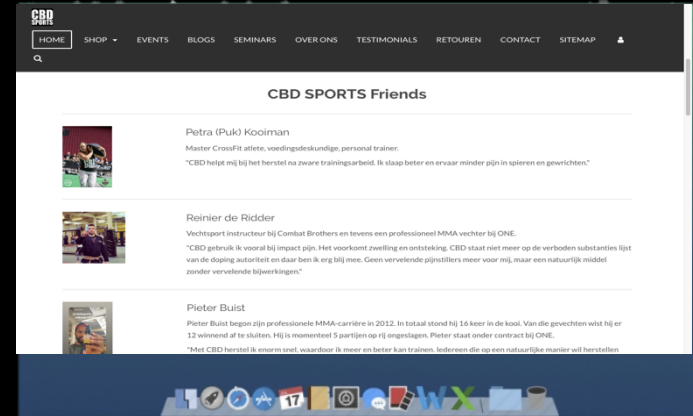 CBD
SPORTS
HOME SHOP EVENTS BLOGS SEMINARS OVER ONS TESTIMONIALS RETOUREN CONTACT SITEMAP
CBD SPORTS Friends
Petra (Puk) Kooiman
Master CrossFit atlete, voedingsdeskundige, personal trainer.
"CBD helpt mij bij het herstel na zware trainingsarbeid. Ik slaap beter en ervaar minder pijn in spieren en gewrichten."
Reinier de Ridder
Vechtsport instructeur bij Combat Brothers en tevens een professioneel MMA vechter bij ONE.
"CBD gebruik ik vooral bij impact pijn. Het voorkomt zwelling en ontsteking. CBD staat niet meer op de verboden substanties lijst
van de doping autoriteit en daar ben ik erg blij mee. Geen vervelende pijnstillers meer voor mij, maar een natuurlijk middel
zonder vervelende bijwerkingen."
Pieter Buist
Pieter Buist begon zijn professionele MMA-carrière in 2012. In totaal stond hij 16 keer in de kooi. Van die gevechten wist hij er
12 winnend af te sluiten. Hij is momenteel 5 partijen op rij ongeslagen. Pieter staat onder contract bij ONE.
"Met CBD herstel ik enorm snel, waardoor ik meer en beter kan trainen. Iedereen die op een natuurlijke manier wil herstellen
17